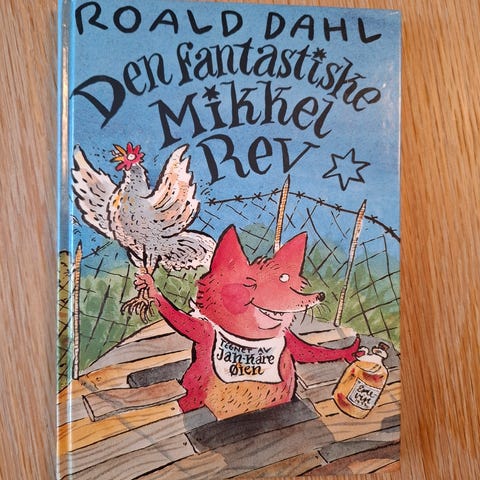 ROALD DAHL
Den fantastiske
Mikkel
Rev
TEGNET AV
Jan-Kåre
Øien